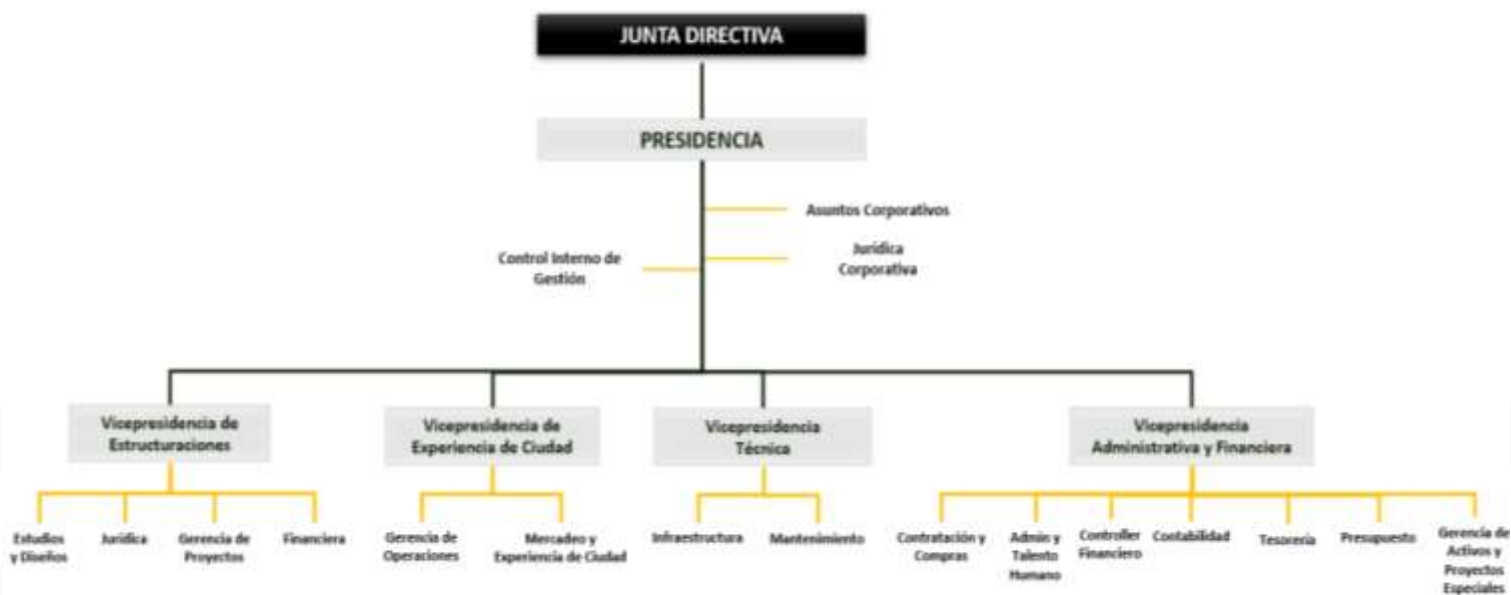 JUNTA DIRECTIVA
PRESIDENCIA
Asuntos Corporativos
Jurídica
Corporativa
Control Interno de
Gestión
Vicepresidencia de
Estructuraciones
Vicepresidencia de
Experiencia de Ciudad
Vicepresidencia
Técnica
Vicepresidencia
Administrativa y Financiera
Estudios
y Diseños
Jurídica
Gerencia de
Proyectos
Financiera
Gerencia de
Operaciones
Mercadeo y
Experiencia de Ciudad
Infraestructura
Mantenimiento
Contratación y
Compras
Admin y
Talento
Humano
Controller
Financiero
Contabilidad
Tesorería
Presupuesto
Gerencia de
Activos y
Proyectos
Especiales